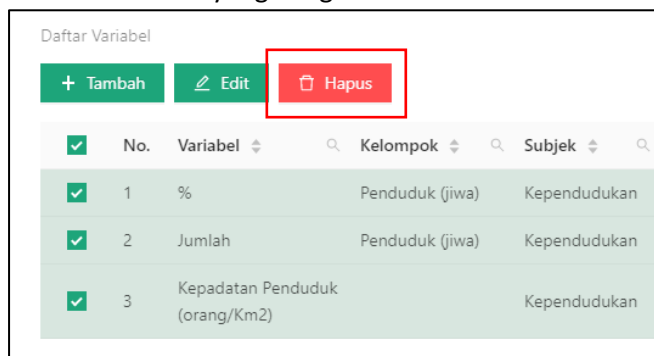 Daftar Variabel
+ Tambah Edit Hapus
No. Variabel Kelompok Subjek
1 % Penduduk (jiwa) Kependudukan
2 Jumlah Penduduk (jiwa) Kependudukan
3 Kepadatan Penduduk (orang/Km2) Kependudukan